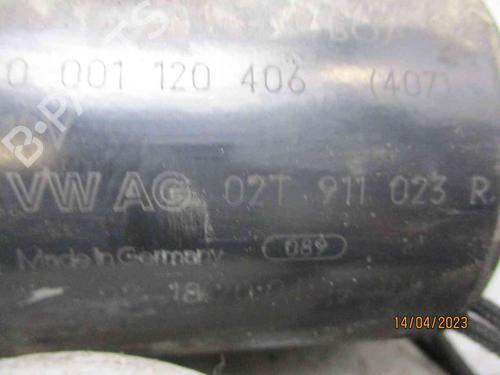 0 001 120 406 (407)
VW AG 02T 911 023 R
Made in Germany 089
14/04/2023